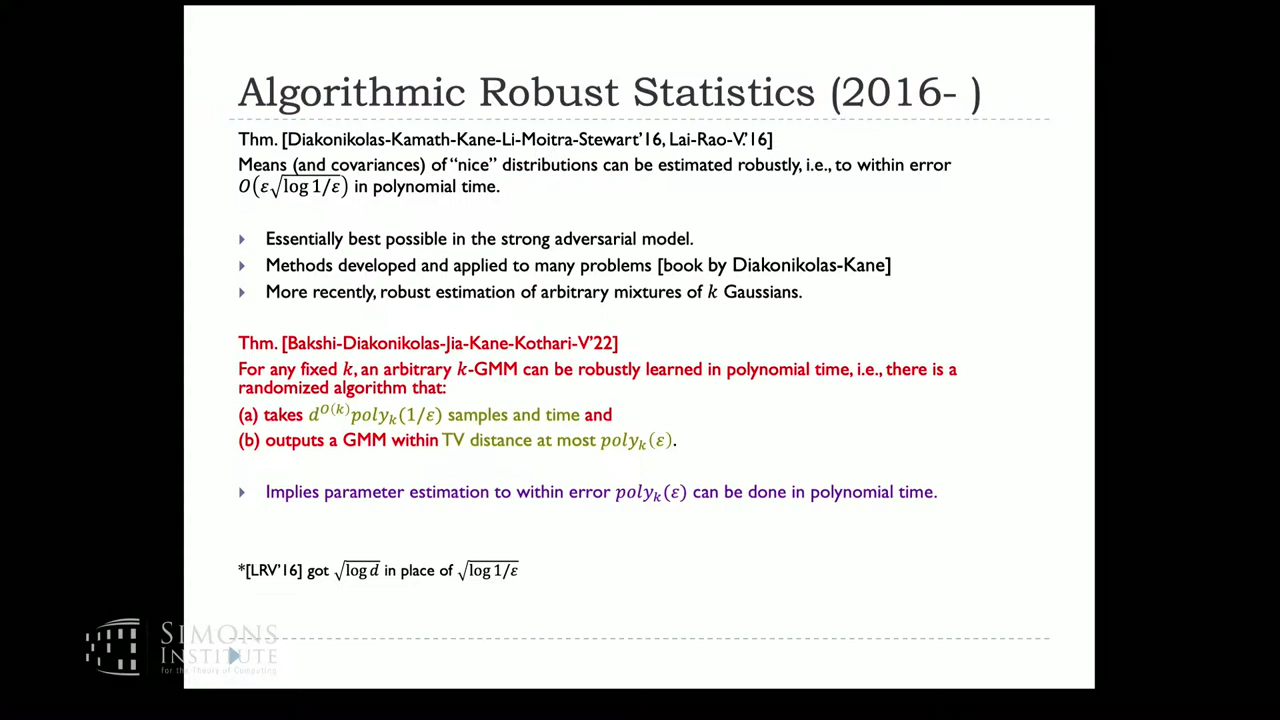 Algorithmic Robust Statistics (2016- )
Thm. [Diakonikolas-Kamath-Kane-Li-Moitra-Stewart'16, Lai-Rao-V.'16]
Means (and covariances) of "nice" distributions can be estimated robustly, i.e., to within error
O(ε√log 1/ε) in polynomial time.
Essentially best possible in the strong adversarial model.
Methods developed and applied to many problems [book by Diakonikolas-Kane]
More recently, robust estimation of arbitrary mixtures of k Gaussians.
Thm. [Bakshi-Diakonikolas-Jia-Kane-Kothari-V'22]
For any fixed k, an arbitrary k-GMM can be robustly learned in polynomial time, i.e., there is a
randomized algorithm that:
(a) takes d^O(k) poly_k(1/ε) samples and time and
(b) outputs a GMM within TV distance at most poly_k(ε).
Implies parameter estimation to within error poly_k(ε) can be done in polynomial time.
*[LRV'16] got √log d in place of √log 1/ε
SIMONS
INSTITUTE
for the Theory of Computing